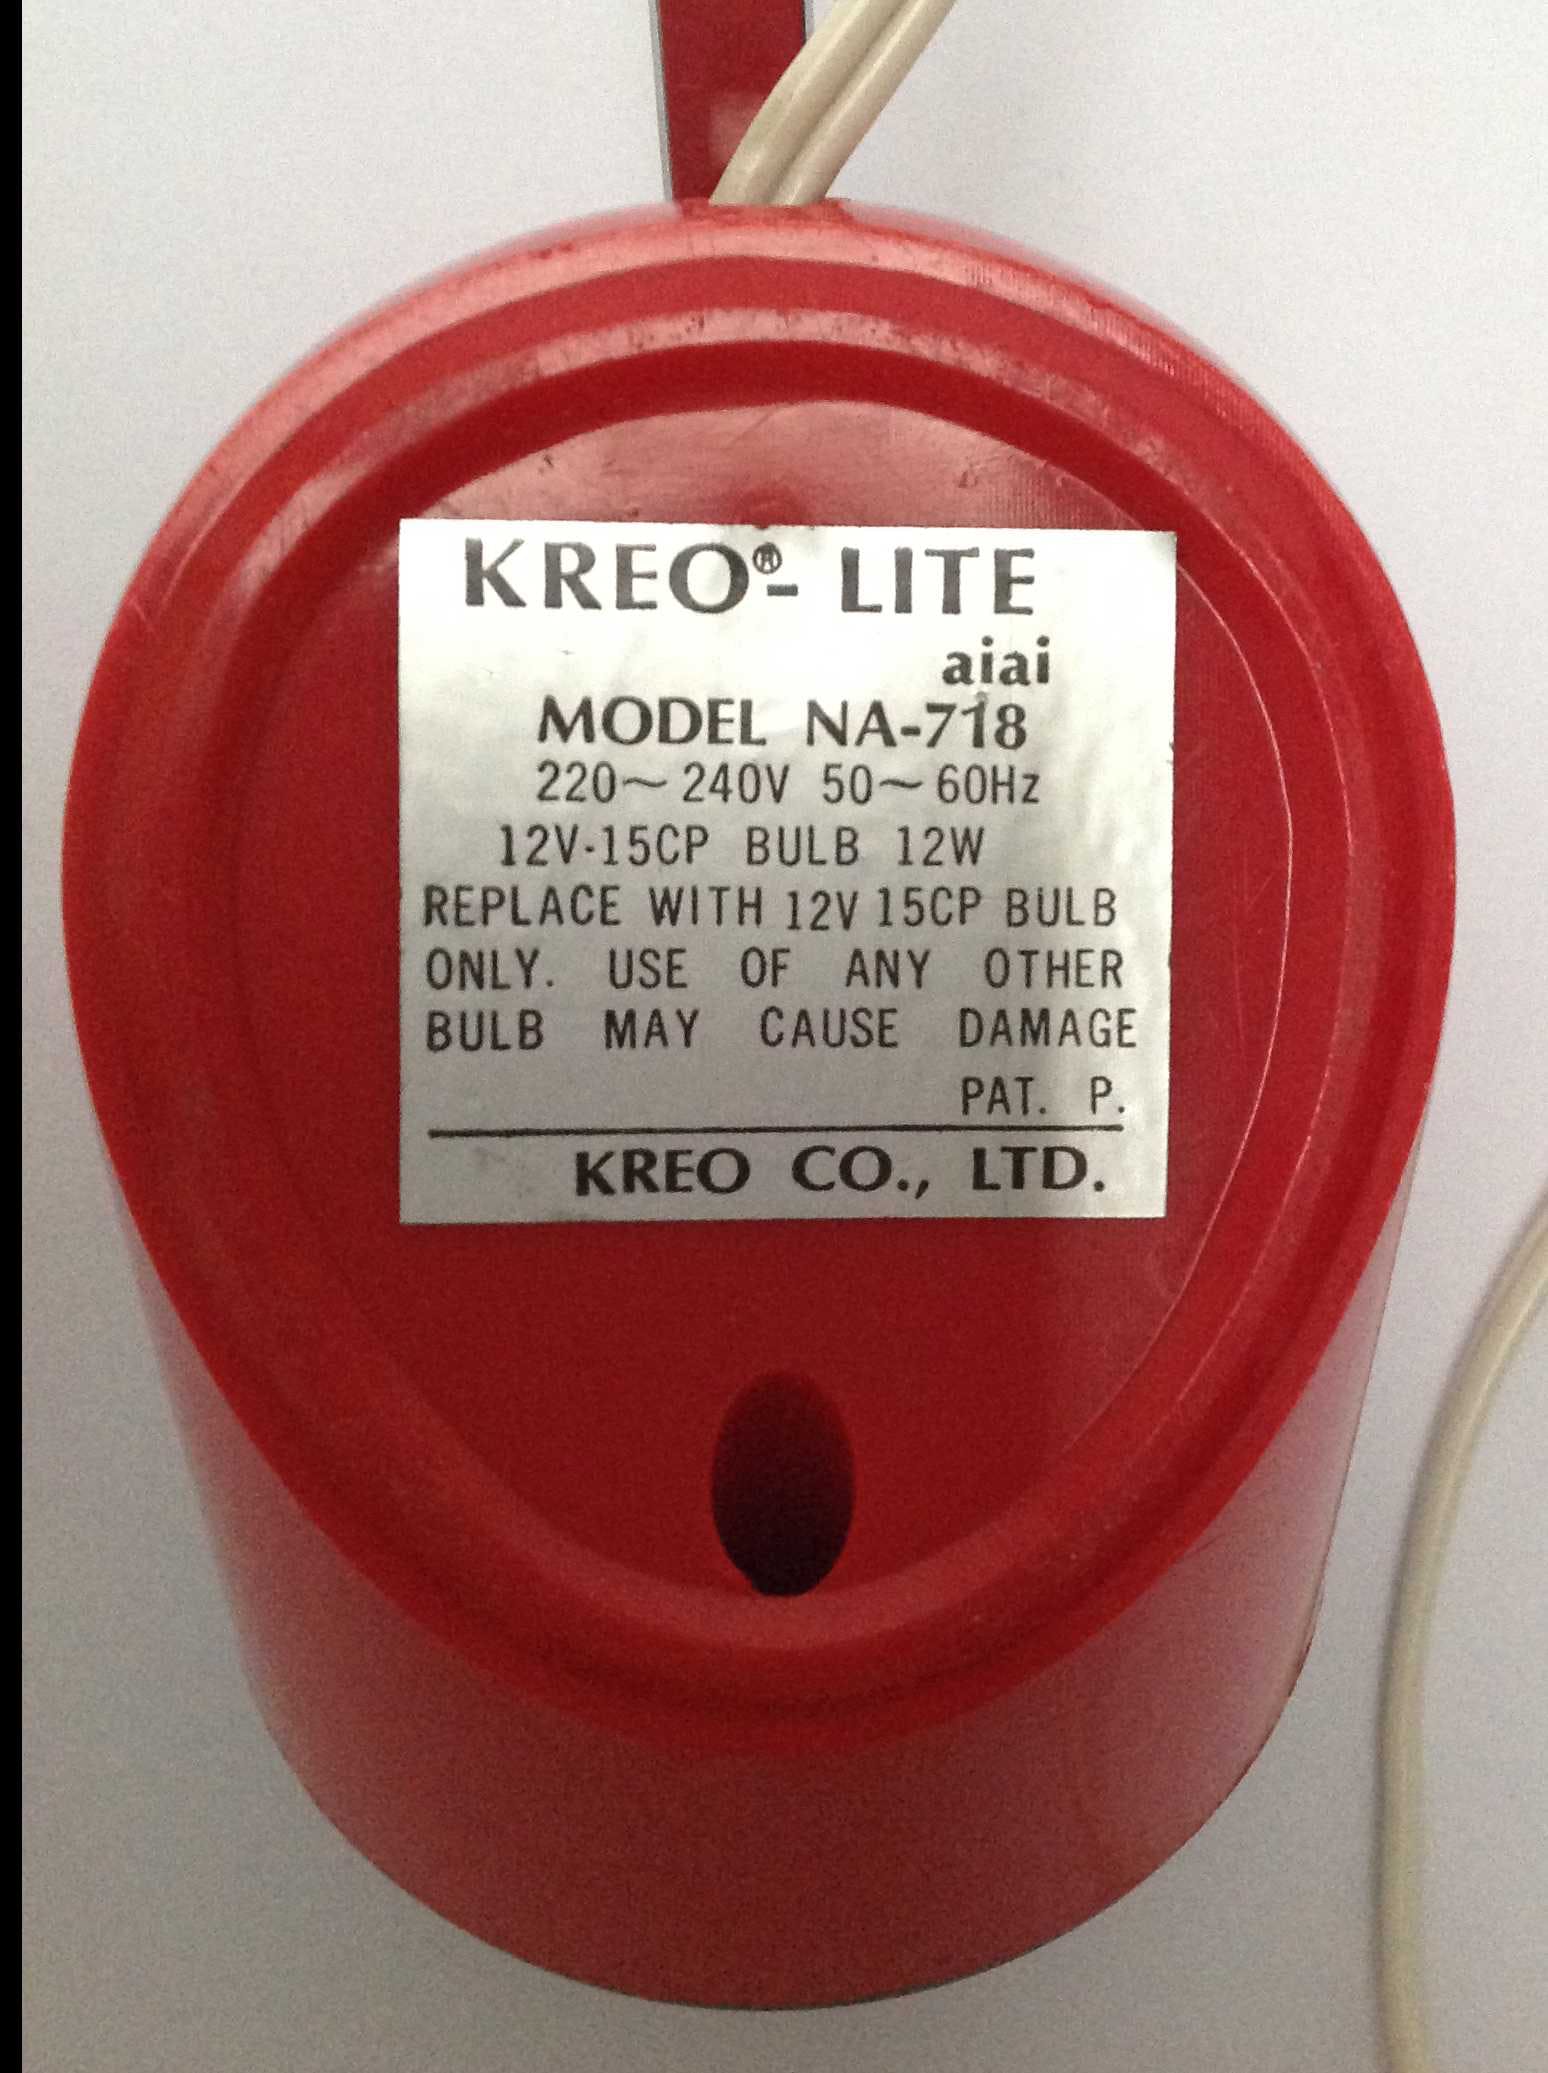 KREO®- LITE
aiai
MODEL NA-718
220~240V 50~60Hz
12V·15CP BULB 12W
REPLACE WITH 12V 15CP BULB
ONLY. USE OF ANY OTHER
BULB MAY CAUSE DAMAGE
PAT. P.
KREO CO., LTD.